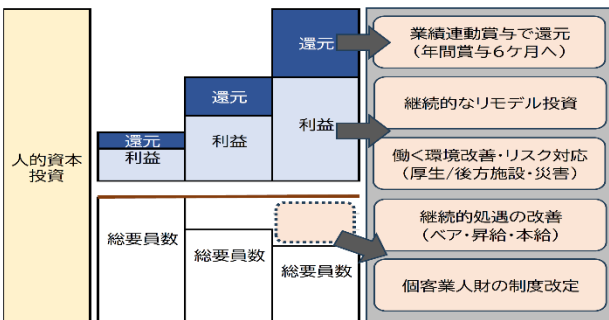 人的資本
投資
還元
利益
還元
利益
還元
利益
総要員数
総要員数
総要員数
業績連動賞与で還元
(年間賞与6ケ月へ)
継続的なリモデル投資
働く環境改善・リスク対応
(厚生/後方施設・災害)
継続的処遇の改善
(ベア・昇給・本給)
個客業人財の制度改定